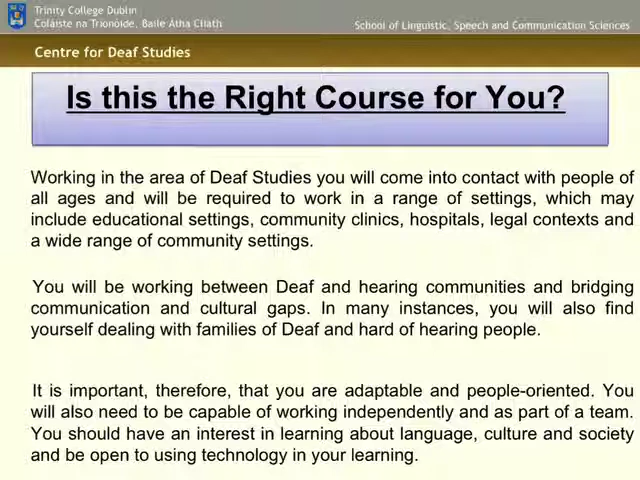 Trinity College Dublin
Coláiste na Tríonóide, Baile Átha Cliath
School of Linguistic, Speech and Communication Sciences
Centre for Deaf Studies
Is this the Right Course for You?
Working in the area of Deaf Studies you will come into contact with people of
all ages and will be required to work in a range of settings, which may
include educational settings, community clinics, hospitals, legal contexts and
a wide range of community settings.
You will be working between Deaf and hearing communities and bridging
communication and cultural gaps. In many instances, you will also find
yourself dealing with families of Deaf and hard of hearing people.
It is important, therefore, that you are adaptable and people-oriented. You
will also need to be capable of working independently and as part of a team.
You should have an interest in learning about language, culture and society
and be open to using technology in your learning.